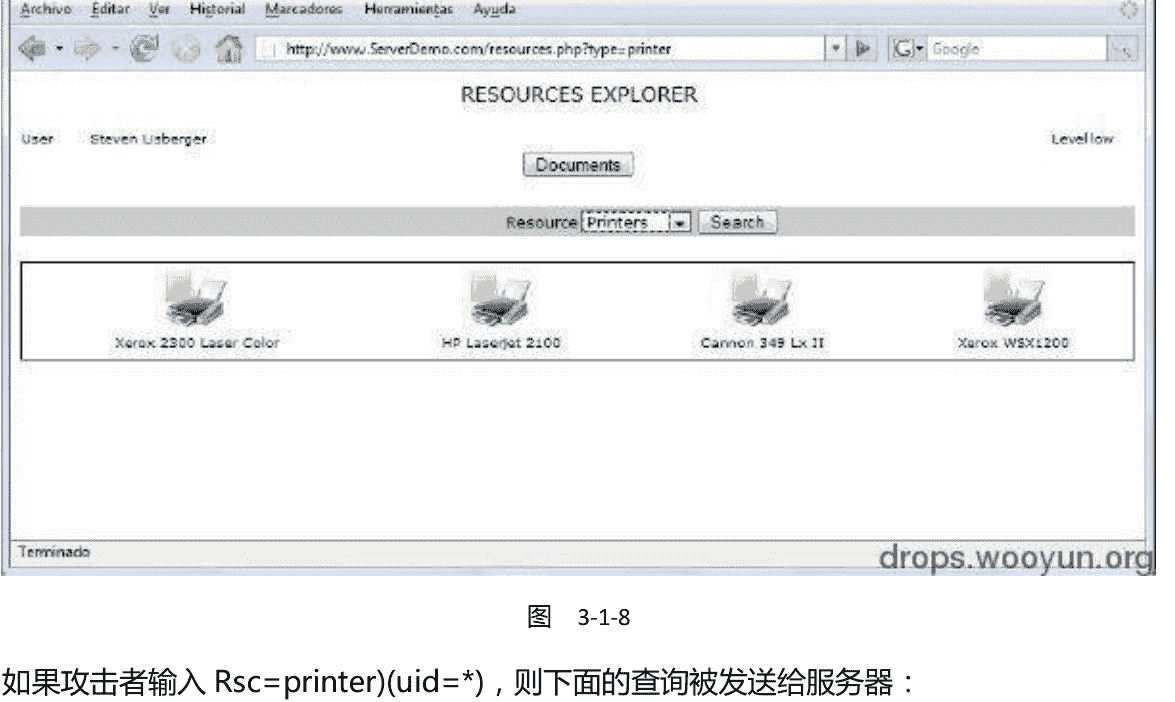 Archivo Editar Ver Historial Marcadores Herramientas Ayuda
http://www.ServerDemo.com/resources.php?type=printer
Google
RESOURCES EXPLORER
User Steven Lisberger Level low
Documents
Resource Printers Search
Xerox 2300 Laser Color HP Laserjet 2100 Cannon 349 Lx II Xerox WSX1200
Terminado
drops.wooyun.org
图 3-1-8
如果攻击者输入 Rsc=printer)(uid=*)，则下面的查询被发送给服务器：